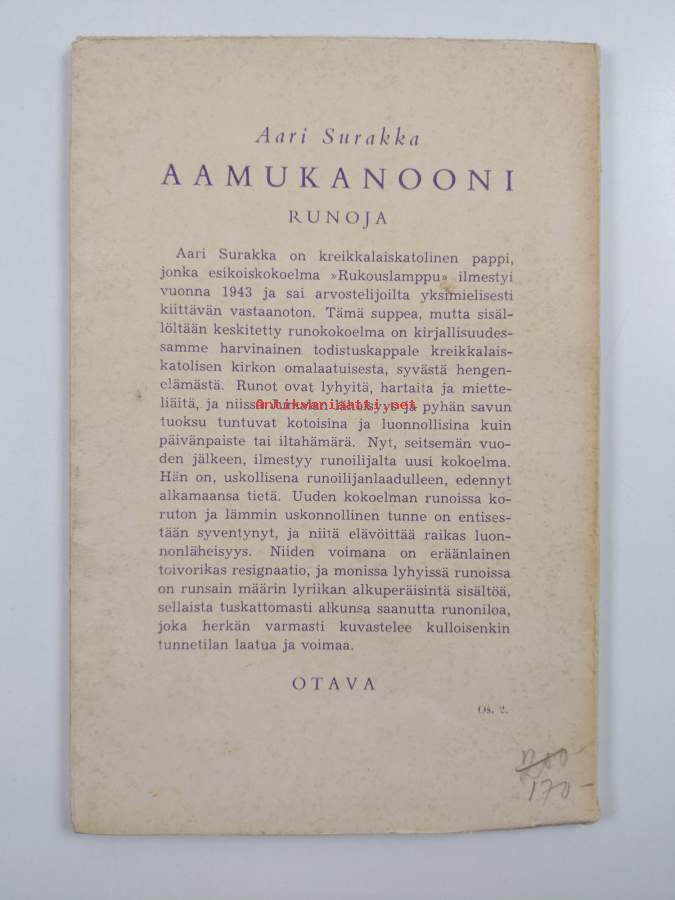 Aari Surakka
AAMUKANOONI
RUNOJA
Aari Surakka on kreikkalaiskatolinen pappi,
jonka esikoiskokoelma »Rukouslamppu» ilmestyi
vuonna 1943 ja sai arvostelijoilta yksimielisesti
kiittävän vastaanoton. Tämä suppea, mutta sisäl-
löltään keskitetty runokokoelma on kirjallisuudes-
samme harvinainen todistuskappale kreikkalais-
katolisen kirkon omalaatuisesta, syvästä hengen-
elämästä. Runot ovat lyhyitä, hartaita ja miette-
liäitä, ja niissä Jumalan läheisyys ja pyhän savun
antikvariaatti.net
tuoksu tuntuvat kotoisina ja luonnollisina kuin
päivänpaiste tai iltahämärä. Nyt, seitsemän vuo-
den jälkeen, ilmestyy runoilijalta uusi kokoelma.
Hän on, uskollisena runoilijanlaadulleen, edennyt
alkamaansa tietä. Uuden kokoelman runoissa ko-
ruton ja lämmin uskonnollinen tunne on entises-
tään syventynyt, ja niitä elävöittää raikas luon-
nonläheisyys. Niiden voimana on eräänlainen
toivorikas resignaatio, ja monissa lyhyissä runoissa
on runsain määrin lyriikan alkuperäisintä sisältöä,
sellaista tuskattomasti alkunsa saanutta runoniloa,
joka herkän varmasti kuvastelee kulloisenkin
tunnetilan laatua ja voimaa.
OTAVA
Os. 2.
170-